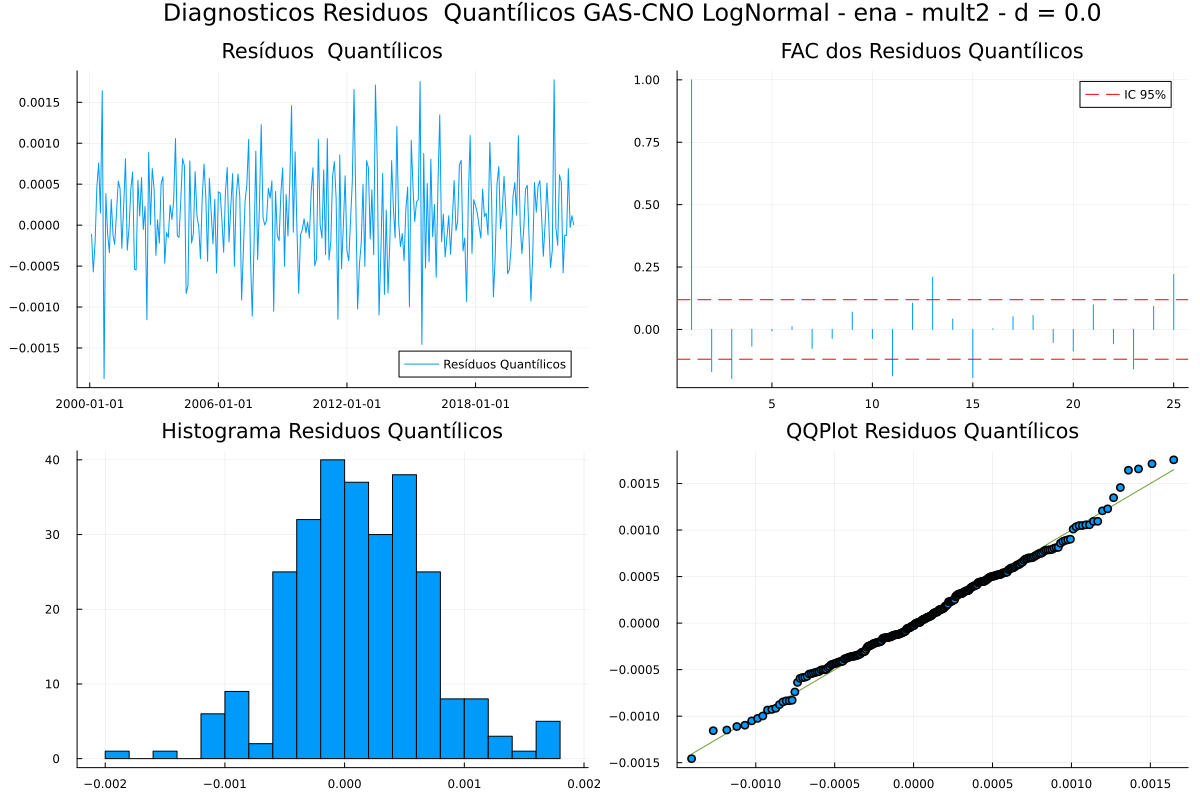 Diagnosticos Residuos  Quantílicos GAS-CNO LogNormal - ena - mult2 - d = 0.0
Resíduos  Quantílicos
0.0015
0.0010
0.0005
0.0000
−0.0005
−0.0010
−0.0015
Resíduos Quantílicos
2000-01-01 2006-01-01 2012-01-01 2018-01-01
FAC dos Residuos Quantílicos
1.00
0.75
0.50
0.25
0.00
IC 95%
5 10 15 20 25
Histograma Residuos Quantílicos
40
30
20
10
0
−0.002 −0.001 0.000 0.001 0.002
QQPlot Residuos Quantílicos
0.0015
0.0010
0.0005
0.0000
−0.0005
−0.0010
−0.0015
−0.0010 −0.0005 0.0000 0.0005 0.0010 0.0015